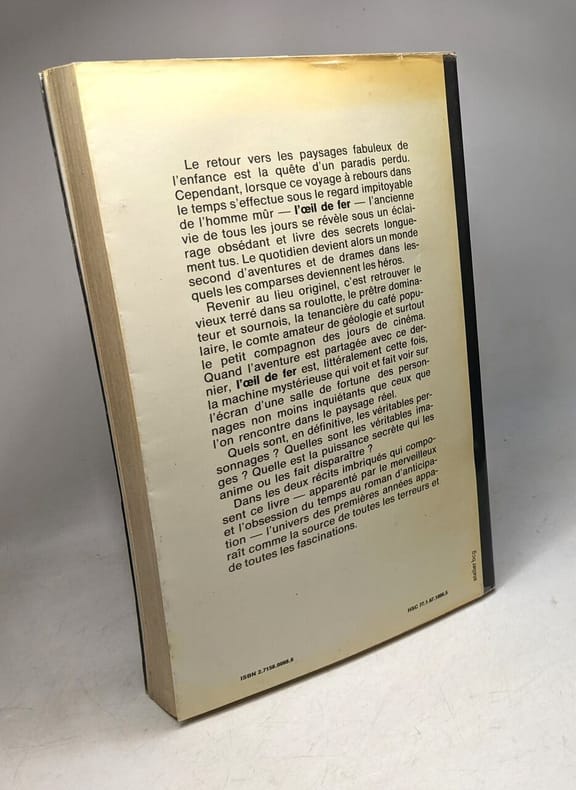 Le retour vers les paysages fabuleux de
l'enfance est la quête d'un paradis perdu.
Cependant, lorsque ce voyage à rebours dans
le temps s'effectue sous le regard impitoyable
de l'homme mûr — l'œil de fer — l'ancienne
vie de tous les jours se révèle sous un éclai-
rage obsédant et livre des secrets longue-
ment tus. Le quotidien devient alors un monde
second d'aventures et de drames dans les-
quels les comparses deviennent les héros.
Revenir au lieu originel, c'est retrouver le
vieux terré dans sa roulotte, le prêtre domina-
teur et sournois, la tenancière du café popu-
laire, le comte amateur de géologie et surtout
le petit compagnon des jours de cinéma.
Quand l'aventure est partagée avec ce der-
nier, l'œil de fer est, littéralement cette fois,
la machine mystérieuse qui voit et fait voir sur
l'écran d'une salle de fortune des person-
nages non moins inquiétants que ceux que
l'on rencontre dans le paysage réel.
Quels sont, en définitive, les véritables per-
sonnages ? Quelles sont les véritables ima-
ges ? Quelle est la puissance secrète qui les
anime ou les fait disparaître ?
Dans les deux récits imbriqués qui compo-
sent ce livre — apparenté par le merveilleux
et l'obsession du temps au roman d'anticipa-
tion — l'univers des premières années appa-
raît comme la source de toutes les terreurs et
de toutes les fascinations.
atelier hcg
ISBN 2.7158.0088.6